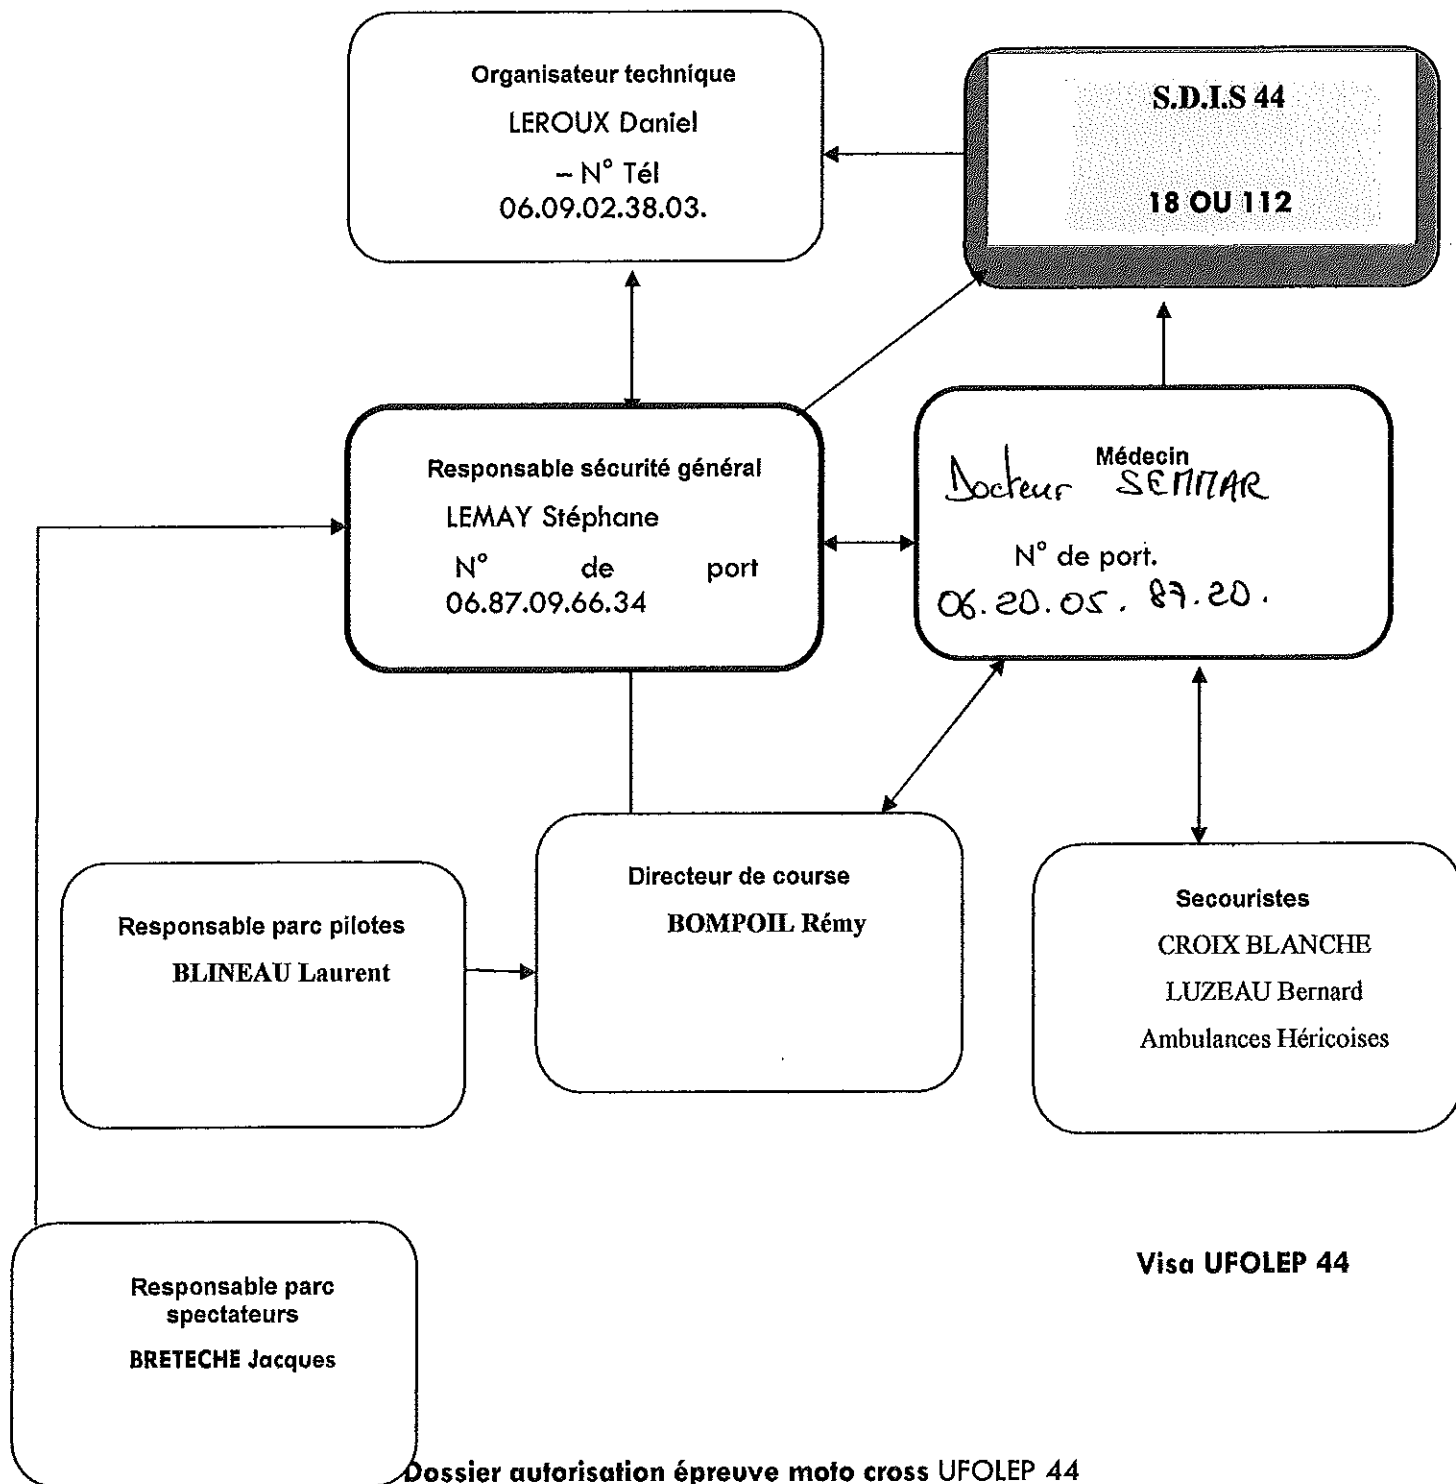 Organisateur technique
LEROUX Daniel
– N° Tél
06.09.02.38.03.
S.D.I.S 44
18 OU 112
Responsable sécurité général
LEMAY Stéphane
N° de port
06.87.09.66.34
Médecin
Docteur SEMMAR
N° de port.
06.20.05.87.20.
Responsable parc pilotes
BLINEAU Laurent
Directeur de course
BOMPOIL Rémy
Secouristes
CROIX BLANCHE
LUZEAU Bernard
Ambulances Héricoises
Responsable parc
spectateurs
BRETECHE Jacques
Visa UFOLEP 44
Dossier autorisation épreuve moto cross UFOLEP 44